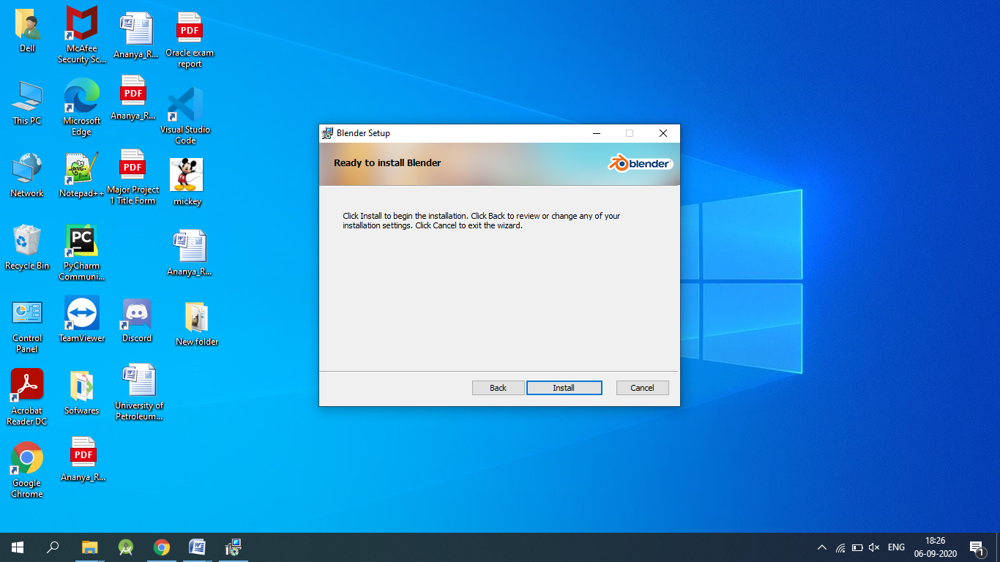 Dell
McAfee
Security Sc...
Ananya_R...
PDF
Oracle exam
report
This PC
Microsoft
Edge
PDF
Ananya_R...
Visual Studio
Code
Network
Notepad++
PDF
Major Project
1 Title Form
mickey
Recycle Bin
PC
PyCharm
Communi...
Ananya_R...
Control
Panel
TeamViewer
Discord
New folder
Acrobat
Reader DC
Sofwares
University of
Petroleum...
Google
Chrome
PDF
Ananya_R...
Blender Setup
Ready to install Blender
blender
Click Install to begin the installation. Click Back to review or change any of your
installation settings. Click Cancel to exit the wizard.
Back
Install
Cancel
ENG
18:26
06-09-2020
1